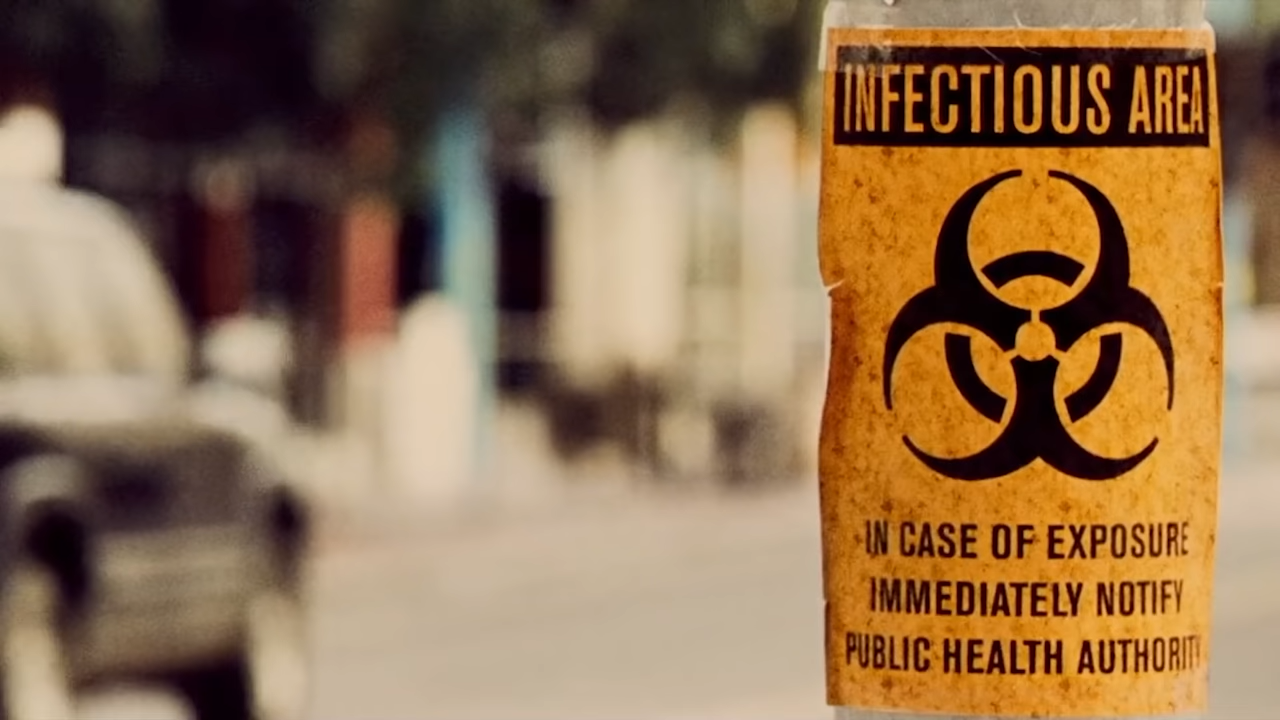 INFECTIOUS AREA
IN CASE OF EXPOSURE
IMMEDIATELY NOTIFY
PUBLIC HEALTH AUTHORITY